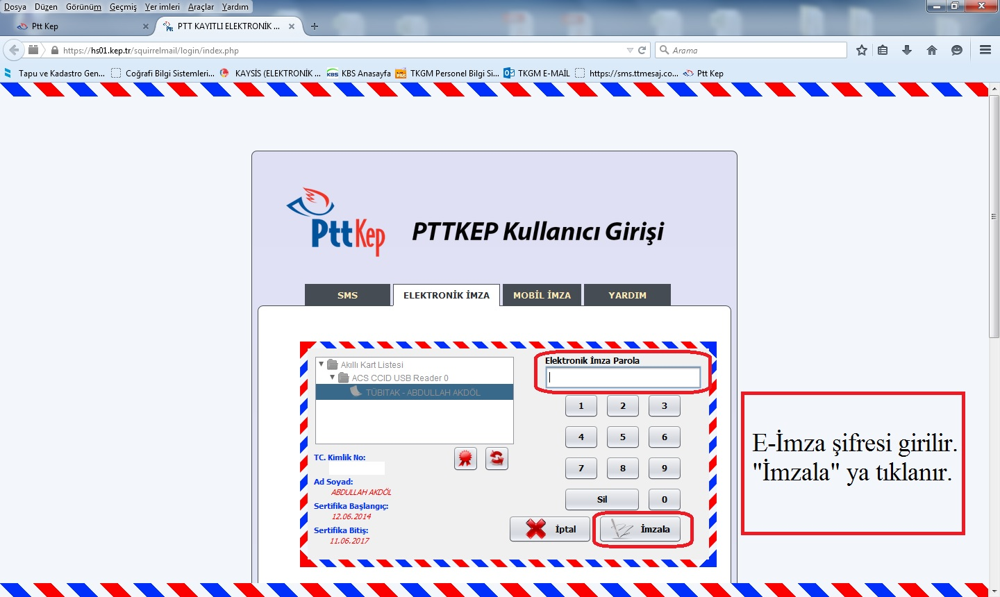 Dosya Düzen Görünüm Geçmiş Yer imleri Araçlar Yardım
Ptt Kep
PTT KAYITLI ELEKTRONİK ...
https://hs01.kep.tr/squirrelmail/login/index.php
Arama
Tapu ve Kadastro Gen... Coğrafi Bilgi Sistemleri... KAYSİS (ELEKTRONİK ... KBS KBS Anasayfa TKGM Personel Bilgi Si... TKGM E-MAİL https://sms.ttmesaj.co... Ptt Kep
PttKep
PTTKEP Kullanıcı Girişi
SMS ELEKTRONİK İMZA MOBİL İMZA YARDIM
Akıllı Kart Listesi
ACS CCID USB Reader 0
TÜBITAK - ABDULLAH AKDÖL
TC. Kimlik No:
Ad Soyad:
ABDULLAH AKDÖL
Sertifika Başlangıç:
12.06.2014
Sertifika Bitiş:
11.06.2017
Elektronik İmza Parola
1 2 3
4 5 6
7 8 9
Sil 0
İptal İmzala
E-İmza şifresi girilir.
"İmzala" ya tıklanır.